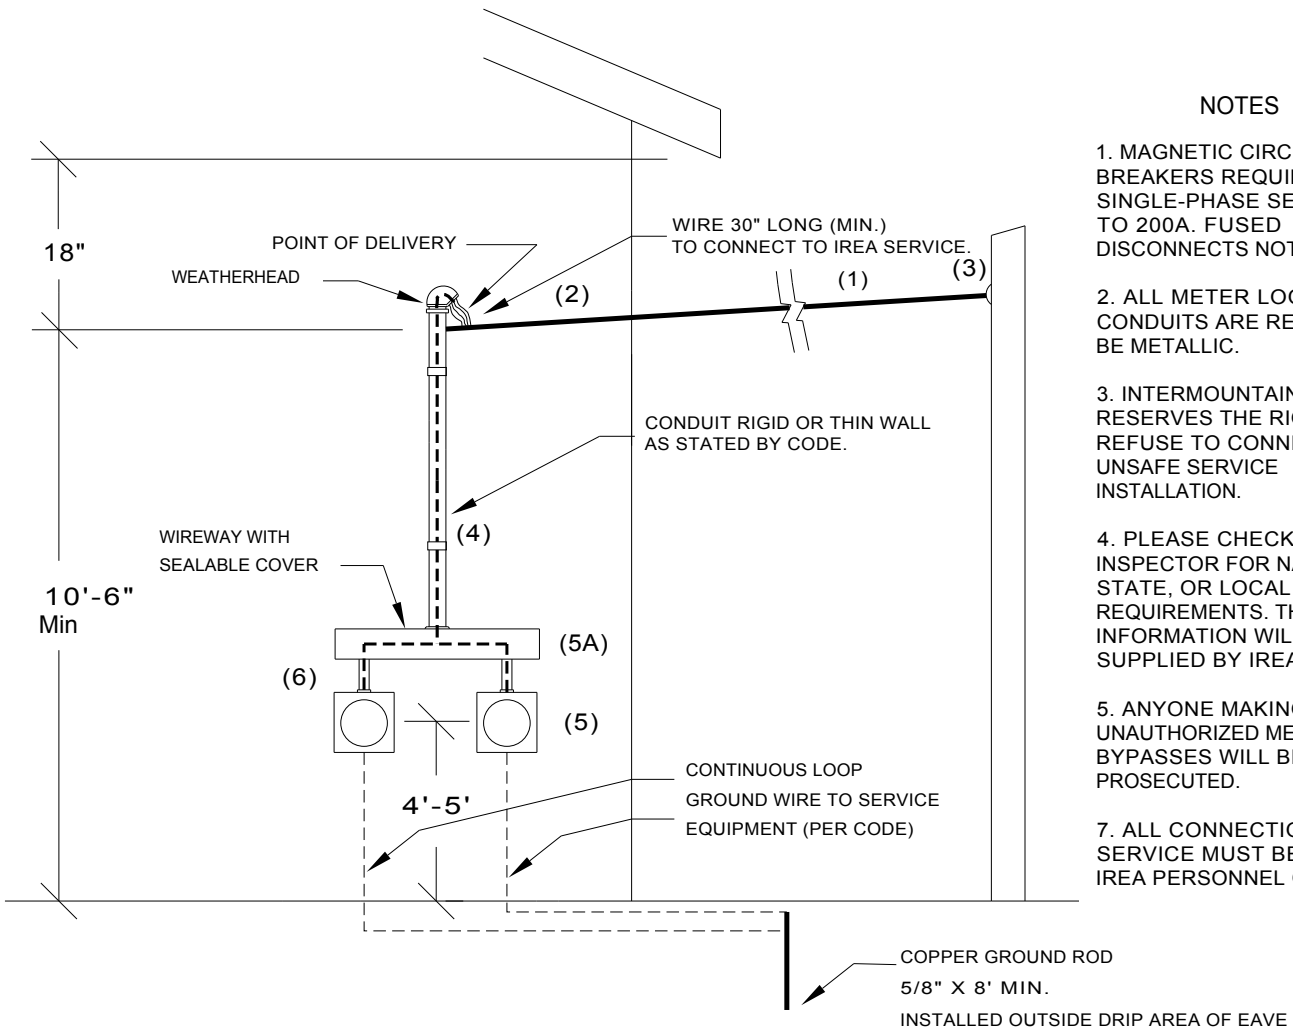 18"
POINT OF DELIVERY
WEATHERHEAD
WIRE 30" LONG (MIN.)
TO CONNECT TO IREA SERVICE.
(2)
(1)
(3)
CONDUIT RIGID OR THIN WALL
AS STATED BY CODE.
(4)
WIREWAY WITH
SEALABLE COVER
10'-6"
Min
(5A)
(6)
(5)
4'-5'
CONTINUOUS LOOP
GROUND WIRE TO SERVICE
EQUIPMENT (PER CODE)
COPPER GROUND ROD
5/8" X 8' MIN.
INSTALLED OUTSIDE DRIP AREA OF EAVE
NOTES
1. MAGNETIC CIRC
BREAKERS REQUI
SINGLE-PHASE SE
TO 200A. FUSED
DISCONNECTS NOT
2. ALL METER LOC
CONDUITS ARE RE
BE METALLIC.
3. INTERMOUNTAIN
RESERVES THE RI
REFUSE TO CONN
UNSAFE SERVICE
INSTALLATION.
4. PLEASE CHECK
INSPECTOR FOR NA
STATE, OR LOCAL
REQUIREMENTS. TH
INFORMATION WIL
SUPPLIED BY IREA
5. ANYONE MAKING
UNAUTHORIZED ME
BYPASSES WILL B
PROSECUTED.
7. ALL CONNECTIO
SERVICE MUST BE
IREA PERSONNEL